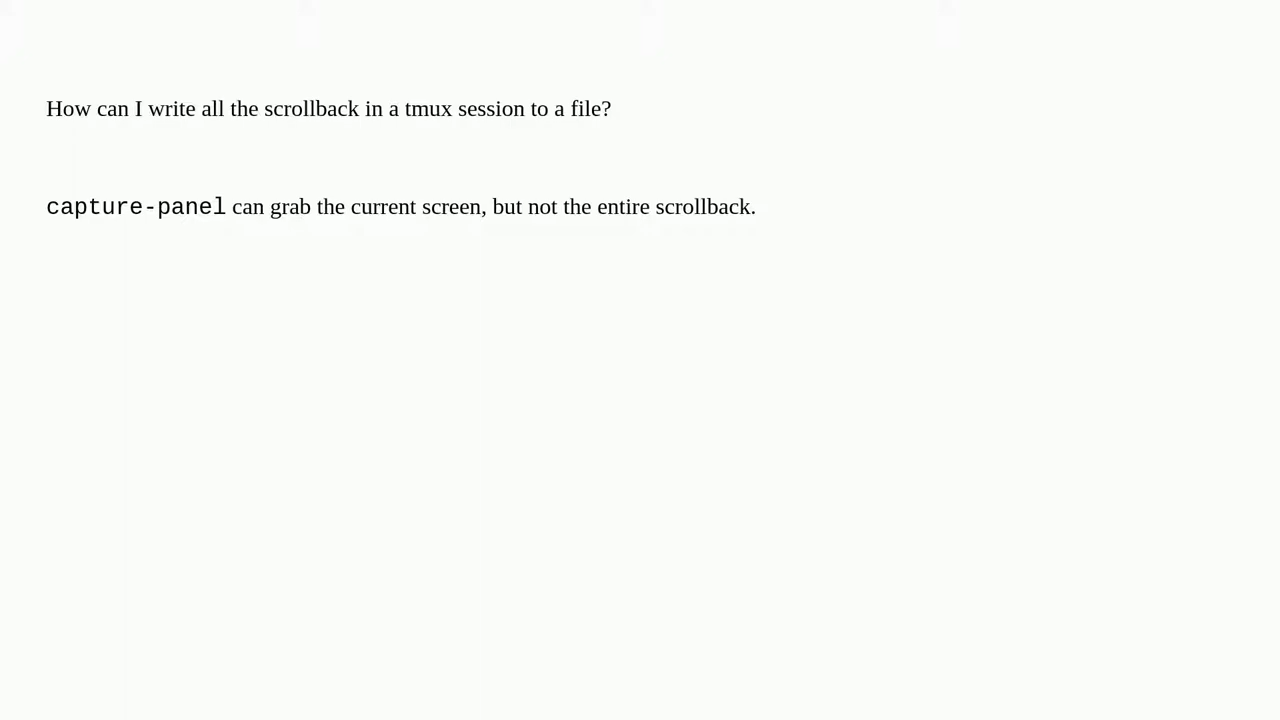 How can I write all the scrollback in a tmux session to a file?
capture-panel can grab the current screen, but not the entire scrollback.